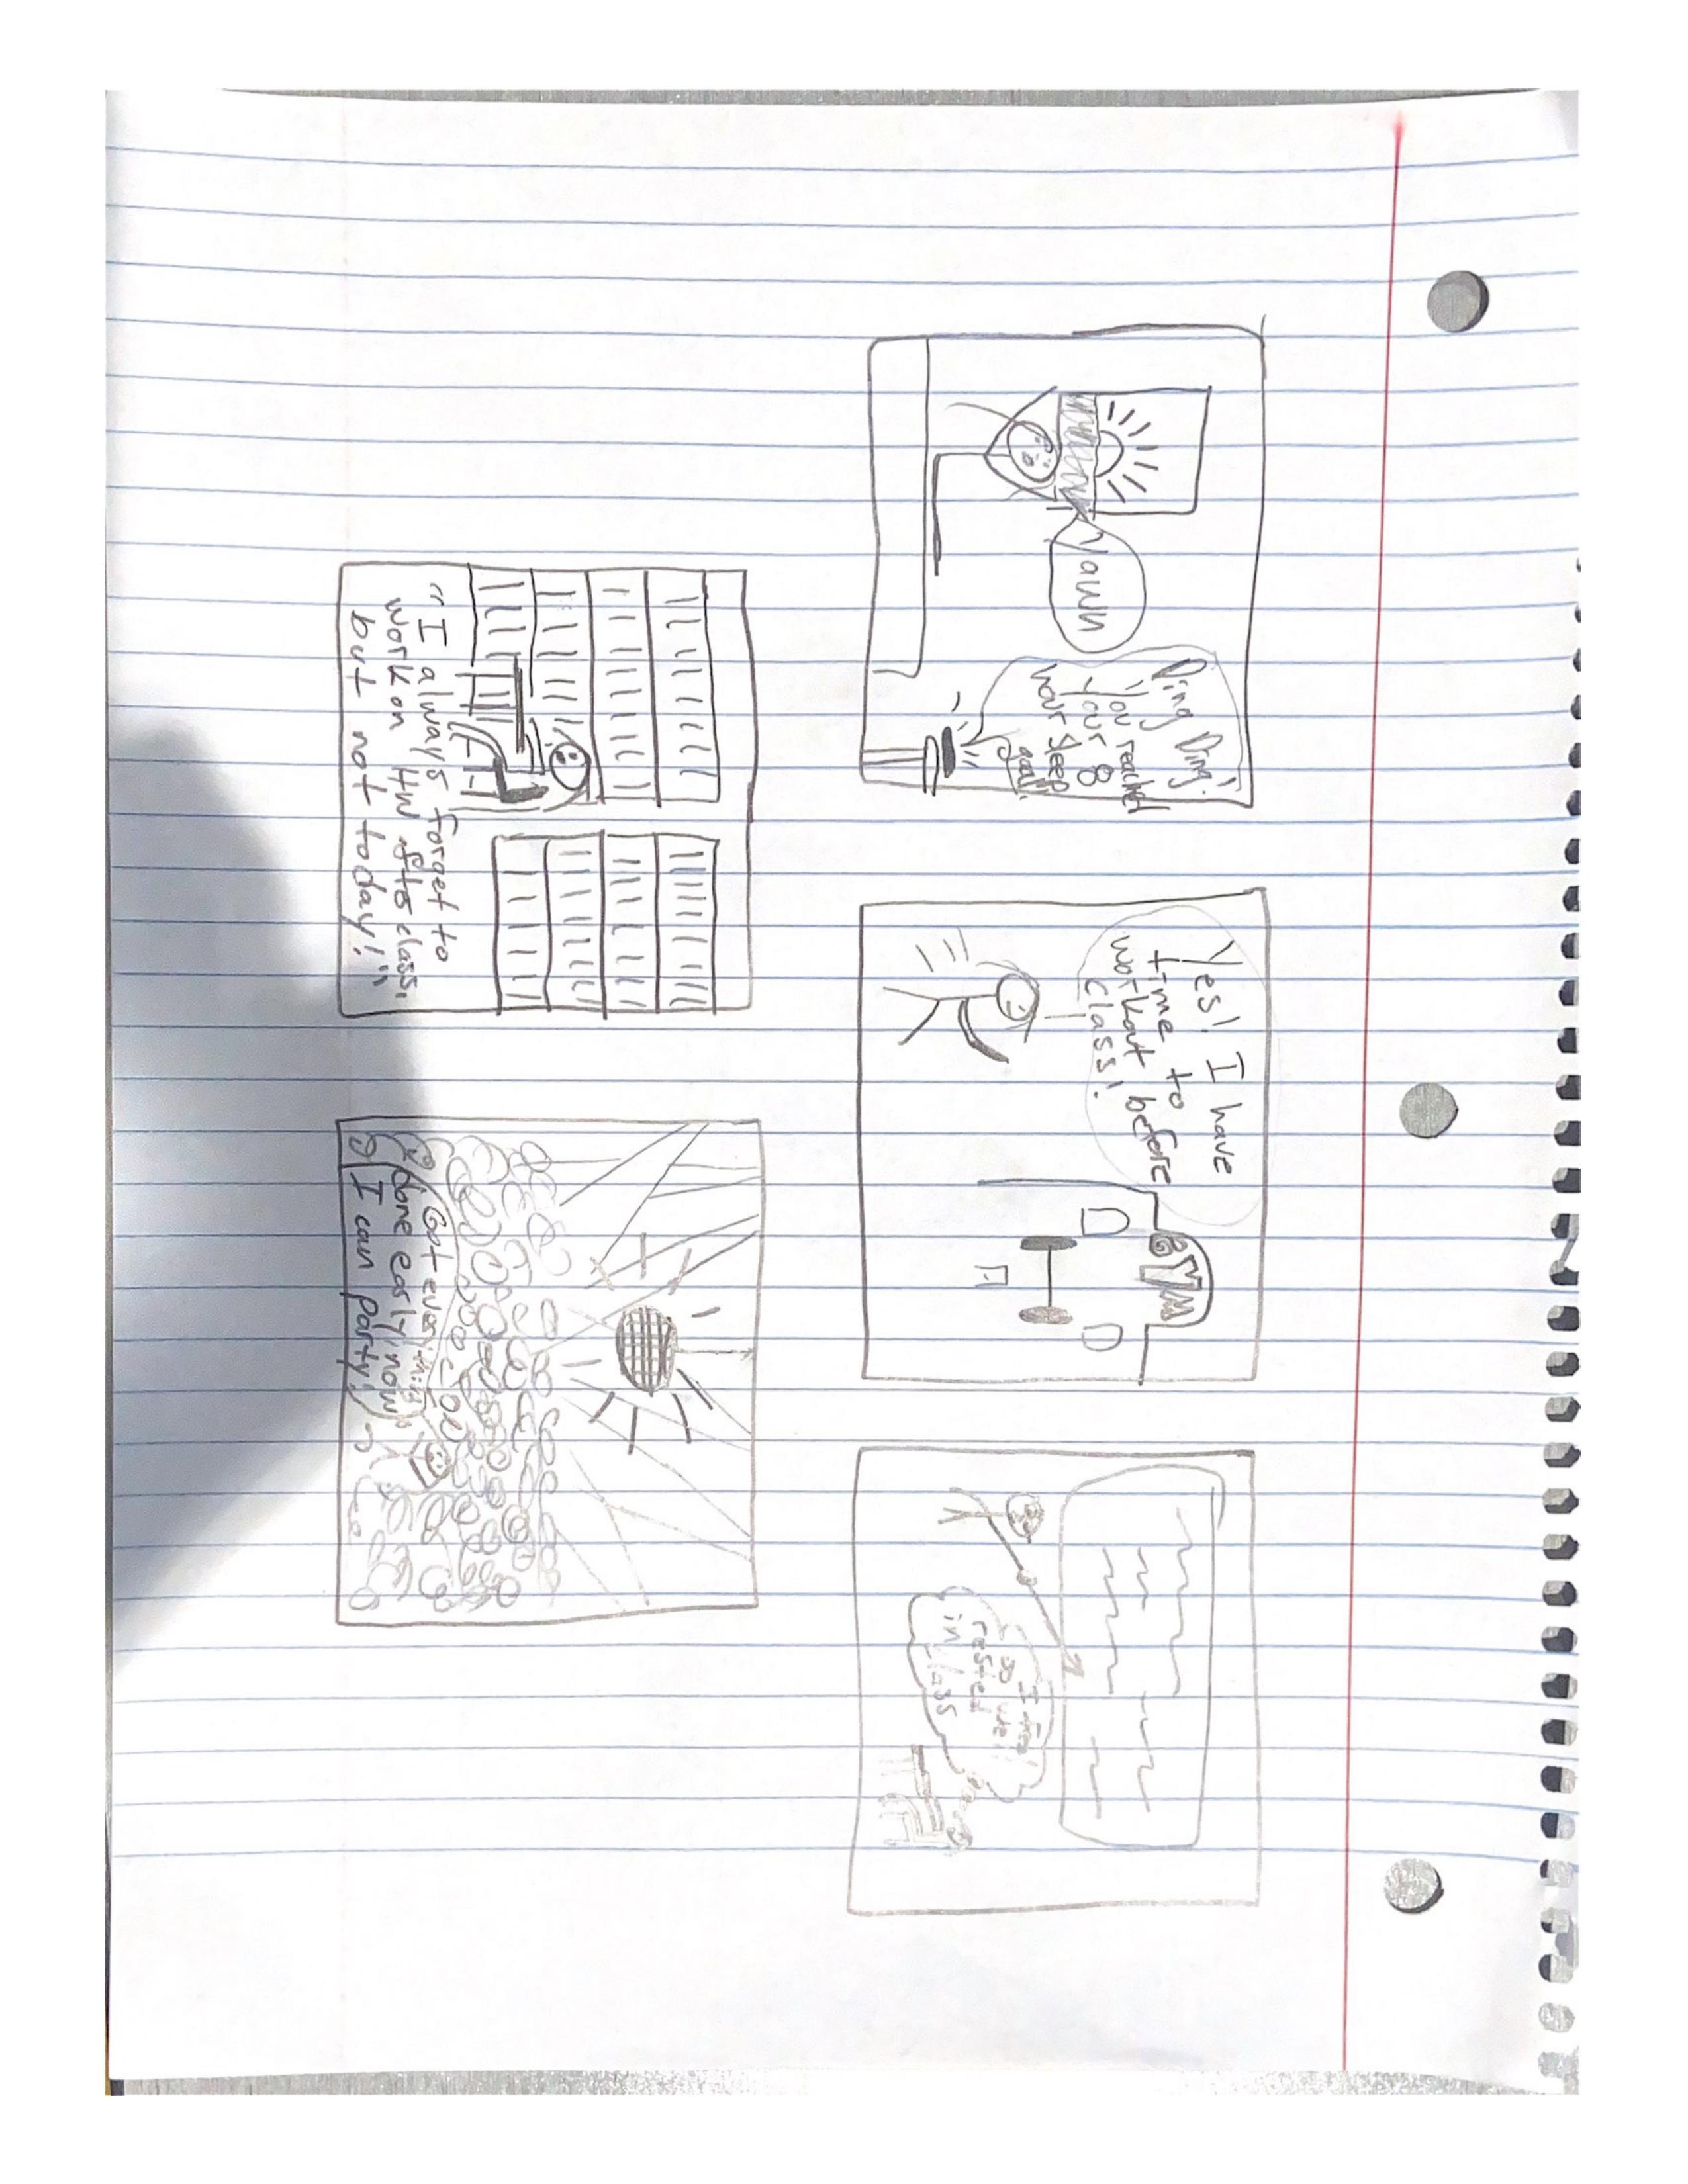 Yawn
Ding Ding!
You reached
your 8
hour sleep
goal!
Yes! I have
time to
workout before
class!
GYM
so well
rested
in class
"I always forget to
work on HW after class,
but not today!"
Got everything
done early now
I can party!